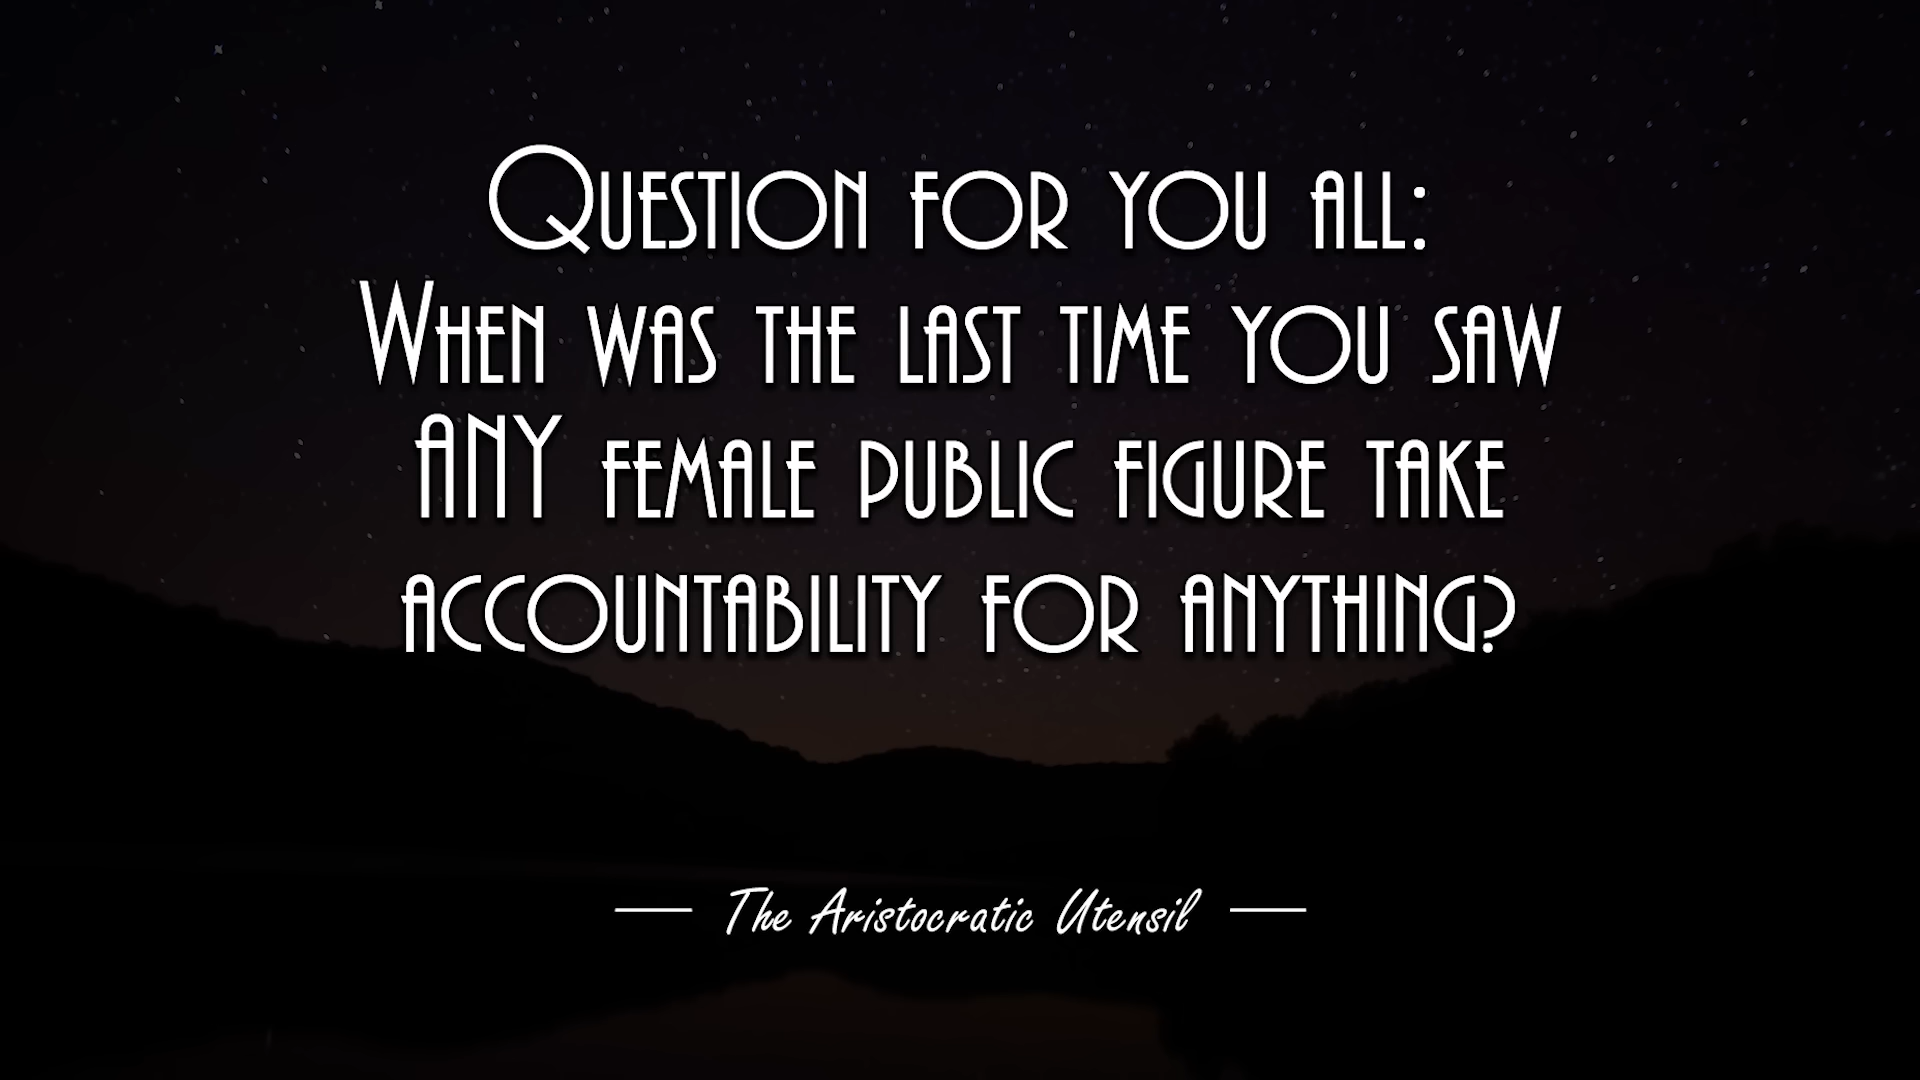 Question for you all:
When was the last time you saw
ANY female public figure take
accountability for anything?
The Aristocratic Utensil